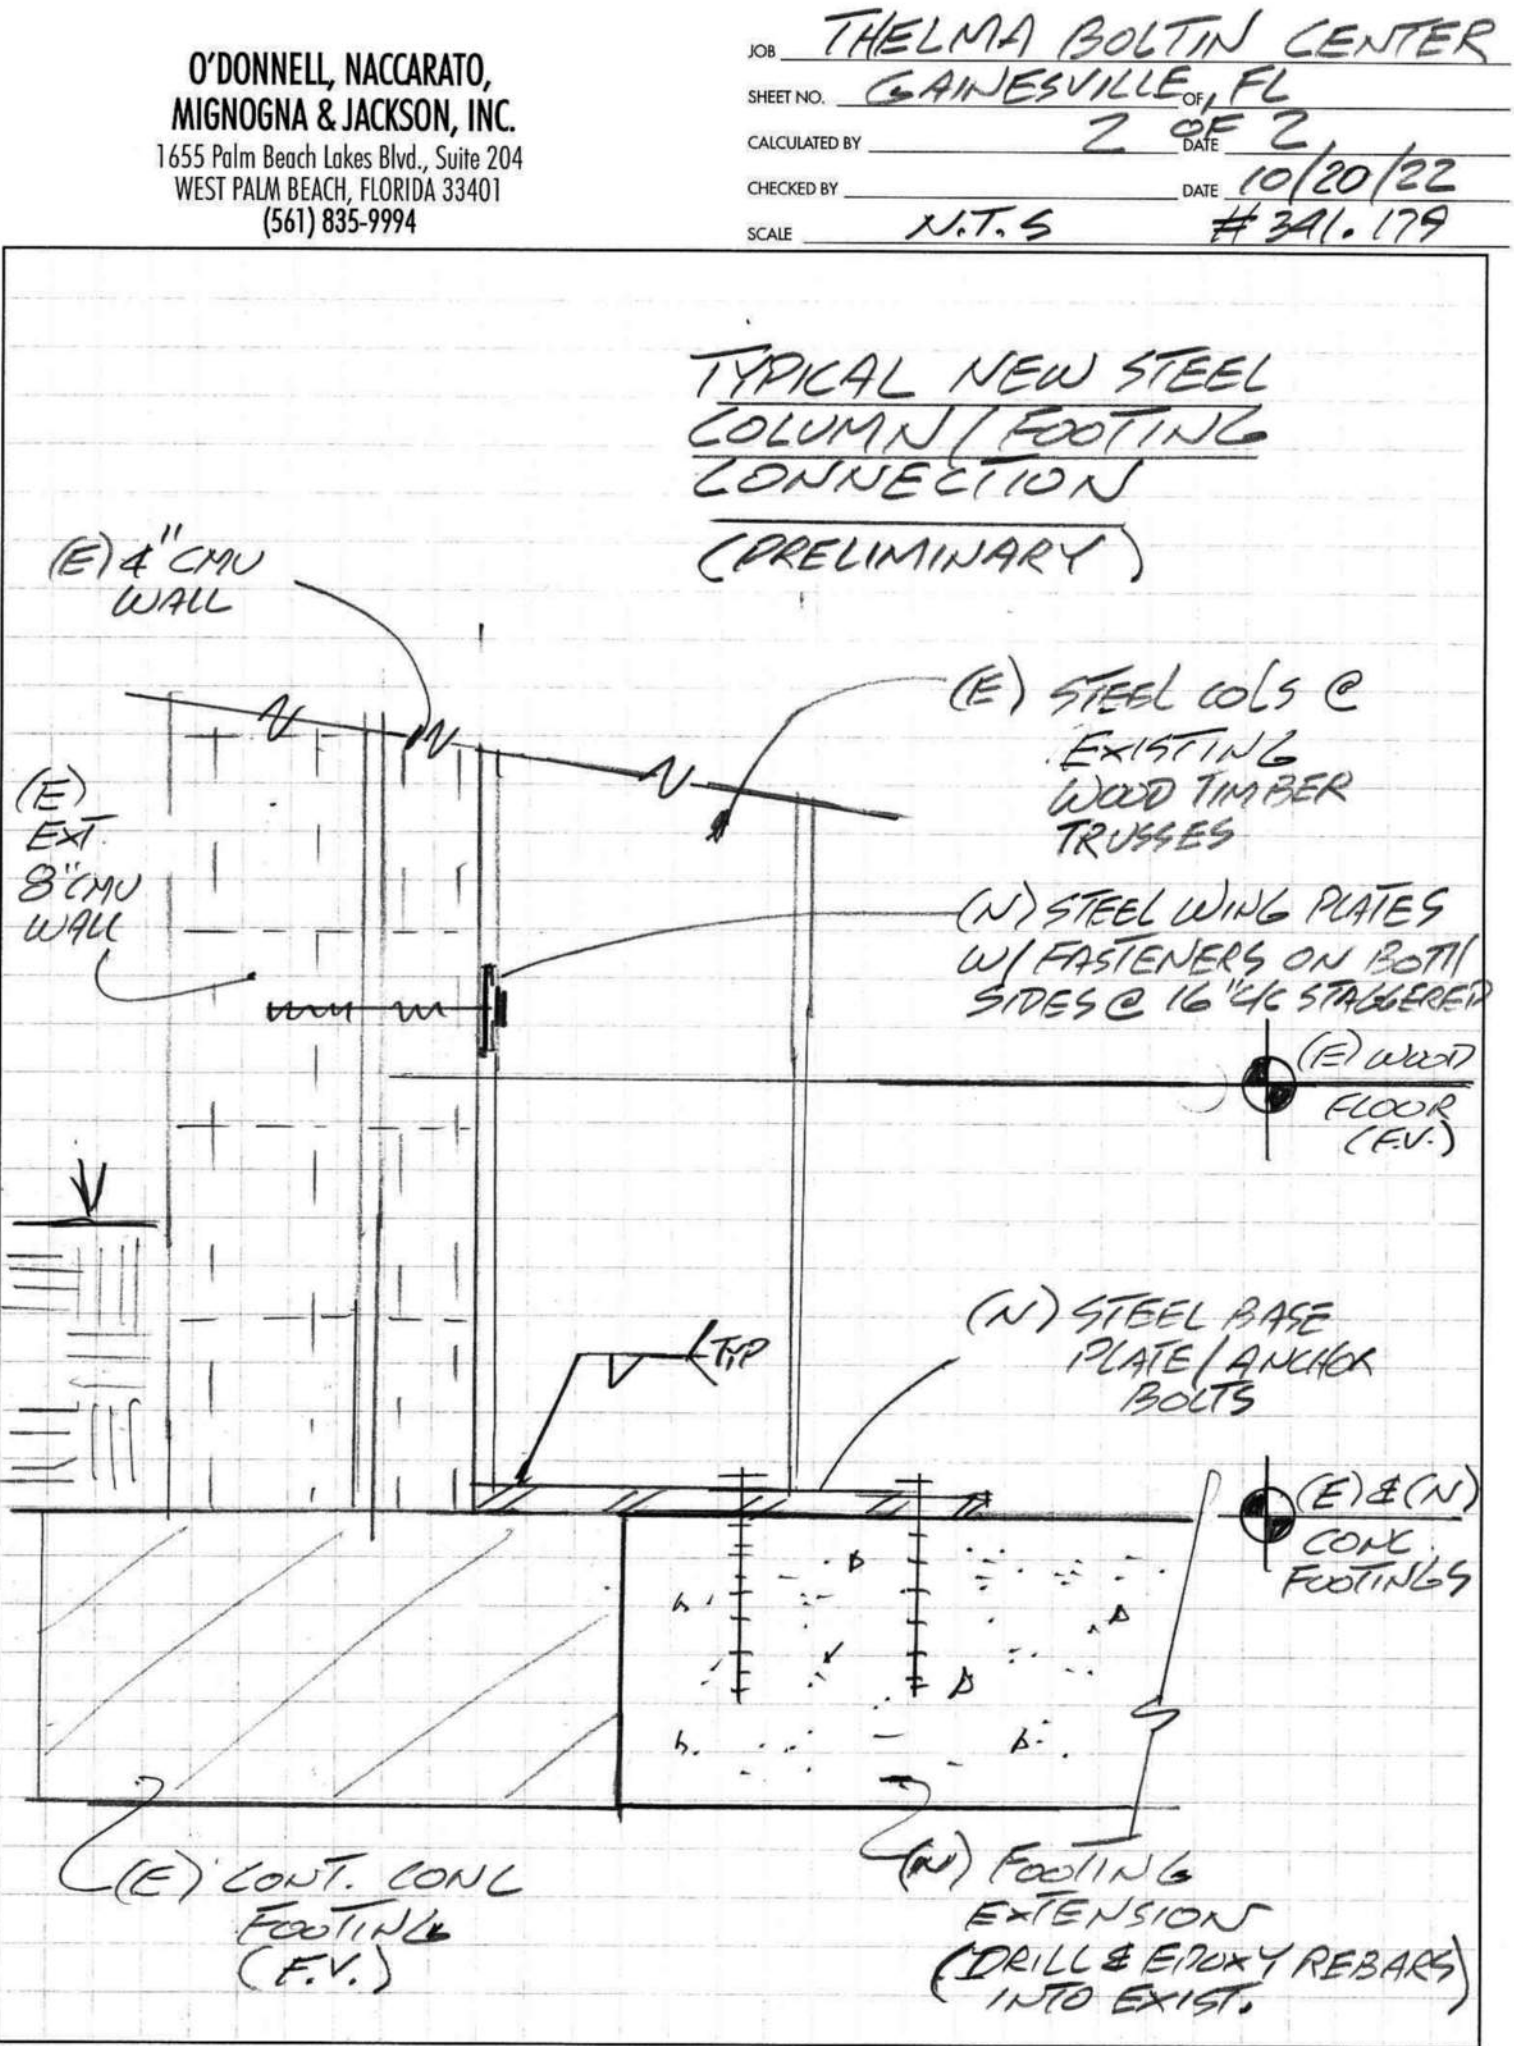 O'DONNELL, NACCARATO,
MIGNOGNA & JACKSON, INC.
1655 Palm Beach Lakes Blvd., Suite 204
WEST PALM BEACH, FLORIDA 33401
(561) 835-9994
JOB THELMA BOLTIN CENTER
SHEET NO. GAINESVILLE, FL OF
CALCULATED BY 2 OF 2 DATE
CHECKED BY DATE 10/20/22
SCALE N.T.S #341.179
TYPICAL NEW STEEL
COLUMN/FOOTING
CONNECTION
(PRELIMINARY)
(E) 4" CMU
WALL
(E) STEEL COLS @
EXISTING
WOOD TIMBER
TRUSSES
(E)
EXT.
8" CMU
WALL
(N) STEEL WING PLATES
W/ FASTENERS ON BOTH
SIDES @ 16" C/C STAGGERED
(E) WOOD
FLOOR
(F.V.)
TYP
(N) STEEL BASE
PLATE/ANCHOR
BOLTS
(E) & (N)
CONC.
FOOTINGS
(E) CONT. CONC
FOOTING
(F.V.)
(N) FOOTING
EXTENSION
(DRILL & EPOXY REBARS)
INTO EXIST.